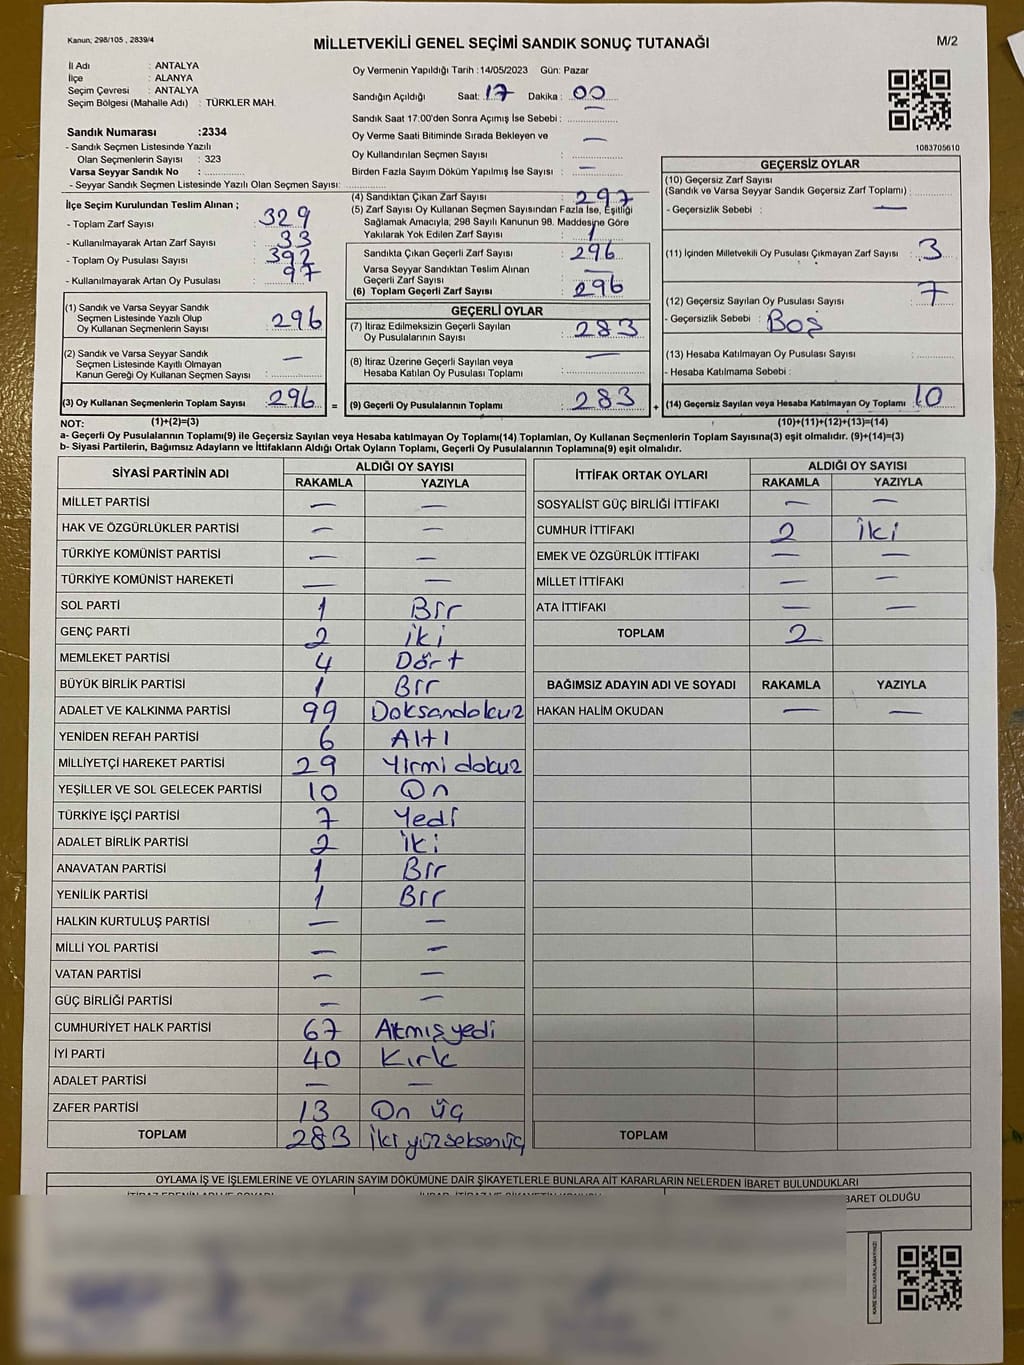 Kanun; 298/105 , 2839/4
MİLLETVEKİLİ GENEL SEÇİMİ SANDIK SONUÇ TUTANAĞI
M/2
İl Adı : ANTALYA
İlçe : ALANYA
Seçim Çevresi : ANTALYA
Seçim Bölgesi (Mahalle Adı) : TÜRKLER MAH.
Sandık Numarası :2334
- Sandık Seçmen Listesinde Yazılı
Olan Seçmenlerin Sayısı : 323
Varsa Seyyar Sandık No :
- Seyyar Sandık Seçmen Listesinde Yazılı Olan Seçmen Sayısı:
Oy Vermenin Yapıldığı Tarih :14/05/2023 Gün: Pazar
Sandığın Açıldığı Saat: 17 Dakika : 00
Sandık Saat 17:00'den Sonra Açımış İse Sebebi : —
Oy Verme Saati Bitiminde Sırada Bekleyen ve
Oy Kullandırılan Seçmen Sayısı : —
Birden Fazla Sayım Döküm Yapılmış İse Sayısı : —
1083705610
İlçe Seçim Kurulundan Teslim Alınan ;
- Toplam Zarf Sayısı : 329
- Kullanılmayarak Artan Zarf Sayısı : 33
- Toplam Oy Pusulası Sayısı : 392
- Kullanılmayarak Artan Oy Pusulası : 97
(1) Sandık ve Varsa Seyyar Sandık
Seçmen Listesinde Yazılı Olup
Oy Kullanan Seçmenlerin Sayısı : 296
(2) Sandık ve Varsa Seyyar Sandık
Seçmen Listesinde Kayıtlı Olmayan
Kanun Gereği Oy Kullanan Seçmen Sayısı : —
(3) Oy Kullanan Seçmenlerin Toplam Sayısı 296 =
(4) Sandıktan Çıkan Zarf Sayısı : 297
(5) Zarf Sayısı Oy Kullanan Seçmen Sayısından Fazla İse, Eşitliği
Sağlamak Amacıyla, 298 Sayılı Kanunun 98. Maddesine Göre
Yakılarak Yok Edilen Zarf Sayısı : 1
Sandıkta Çıkan Geçerli Zarf Sayısı : 296
Varsa Seyyar Sandıktan Teslim Alınan
Geçerli Zarf Sayısı : —
(6) Toplam Geçerli Zarf Sayısı : 296
GEÇERLİ OYLAR
(7) İtiraz Edilmeksizin Geçerli Sayılan
Oy Pusulalarının Sayısı : 283
(8) İtiraz Üzerine Geçerli Sayılan veya
Hesaba Katılan Oy Pusulası Toplamı : —
(9) Geçerli Oy Pusulalarının Toplamı : 283 +
GEÇERSİZ OYLAR
(10) Geçersiz Zarf Sayısı
(Sandık ve Varsa Seyyar Sandık Geçersiz Zarf Toplamı) :
- Geçersizlik Sebebi : —
(11) İçinden Milletvekili Oy Pusulası Çıkmayan Zarf Sayısı : 3
(12) Geçersiz Sayılan Oy Pusulası Sayısı : 7
- Geçersizlik Sebebi : Boş
(13) Hesaba Katılmayan Oy Pusulası Sayısı :
- Hesaba Katılmama Sebebi :
(14) Geçersiz Sayılan veya Hesaba Katılmayan Oy Toplamı 10
NOT: (1)+(2)=(3) (10)+(11)+(12)+(13)=(14)
a- Geçerli Oy Pusulalarının Toplamı(9) ile Geçersiz Sayılan veya Hesaba katılmayan Oy Toplamı(14) Toplamları, Oy Kullanan Seçmenlerin Toplam Sayısına(3) eşit olmalıdır. (9)+(14)=(3)
b- Siyasi Partilerin, Bağımsız Adayların ve İttifakların Aldığı Ortak Oyların Toplamı, Geçerli Oy Pusulalarının Toplamına(9) eşit olmalıdır.
SİYASİ PARTİNİN ADI ALDIĞI OY SAYISI
RAKAMLA YAZIYLA
MİLLET PARTİSİ — —
HAK VE ÖZGÜRLÜKLER PARTİSİ — —
TÜRKİYE KOMÜNİST PARTİSİ — —
TÜRKİYE KOMÜNİST HAREKETİ — —
SOL PARTİ 1 Bir
GENÇ PARTİ 2 iki
MEMLEKET PARTİSİ 4 Dört
BÜYÜK BİRLİK PARTİSİ 1 Bir
ADALET VE KALKINMA PARTİSİ 99 Doksandokuz
YENİDEN REFAH PARTİSİ 6 Altı
MİLLİYETÇİ HAREKET PARTİSİ 29 Yirmi dokuz
YEŞİLLER VE SOL GELECEK PARTİSİ 10 On
TÜRKİYE İŞÇİ PARTİSİ 7 Yedi
ADALET BİRLİK PARTİSİ 2 iki
ANAVATAN PARTİSİ 1 Bir
YENİLİK PARTİSİ 1 Bir
HALKIN KURTULUŞ PARTİSİ — —
MİLLİ YOL PARTİSİ — —
VATAN PARTİSİ — —
GÜÇ BİRLİĞİ PARTİSİ — —
CUMHURİYET HALK PARTİSİ 67 Atmış yedi
İYİ PARTİ 40 Kırk
ADALET PARTİSİ — —
ZAFER PARTİSİ 13 On üç
TOPLAM 283 İki yüzseksenüç
İTTİFAK ORTAK OYLARI ALDIĞI OY SAYISI
RAKAMLA YAZIYLA
SOSYALİST GÜÇ BİRLİĞİ İTTİFAKI — —
CUMHUR İTTİFAKI 2 iki
EMEK VE ÖZGÜRLÜK İTTİFAKI — —
MİLLET İTTİFAKI — —
ATA İTTİFAKI — —
TOPLAM 2
BAĞIMSIZ ADAYIN ADI VE SOYADI RAKAMLA YAZIYLA
HAKAN HALİM OKUDAN — —
TOPLAM
OYLAMA İŞ VE İŞLEMLERİNE VE OYLARIN SAYIM DÖKÜMÜNE DAİR ŞİKAYETLERLE BUNLARA AİT KARARLARIN NELERDEN İBARET BULUNDUKLARI
BARET OLDUĞU